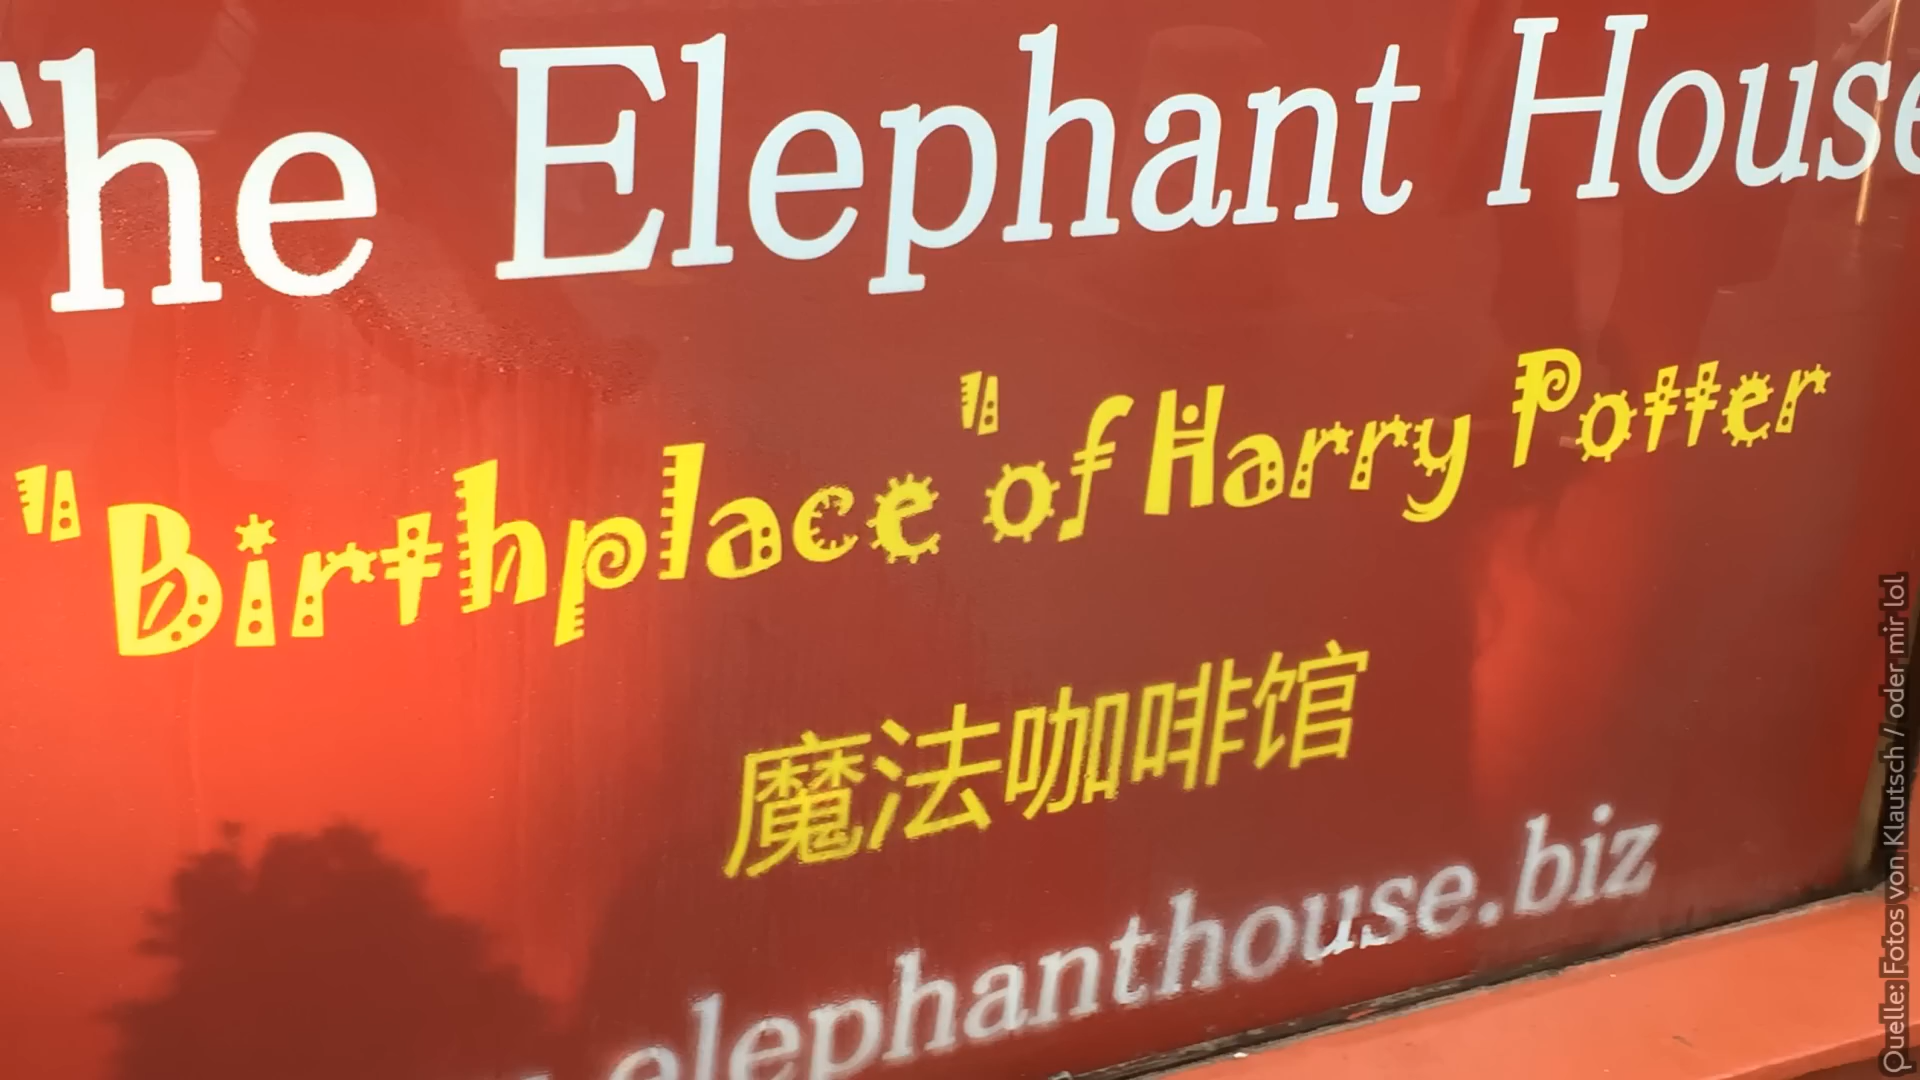 The Elephant House
"Birthplace" of Harry Potter
魔法咖啡馆
elephanthouse.biz
Quelle: Fotos von Klautsch / oder mir lol